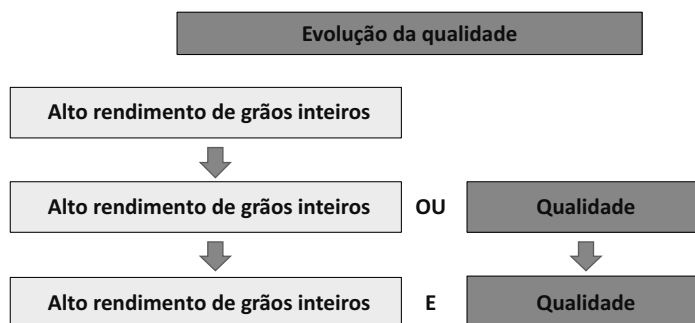 Evolução da qualidade
Alto rendimento de grãos inteiros
Alto rendimento de grãos inteiros OU Qualidade
Alto rendimento de grãos inteiros E Qualidade